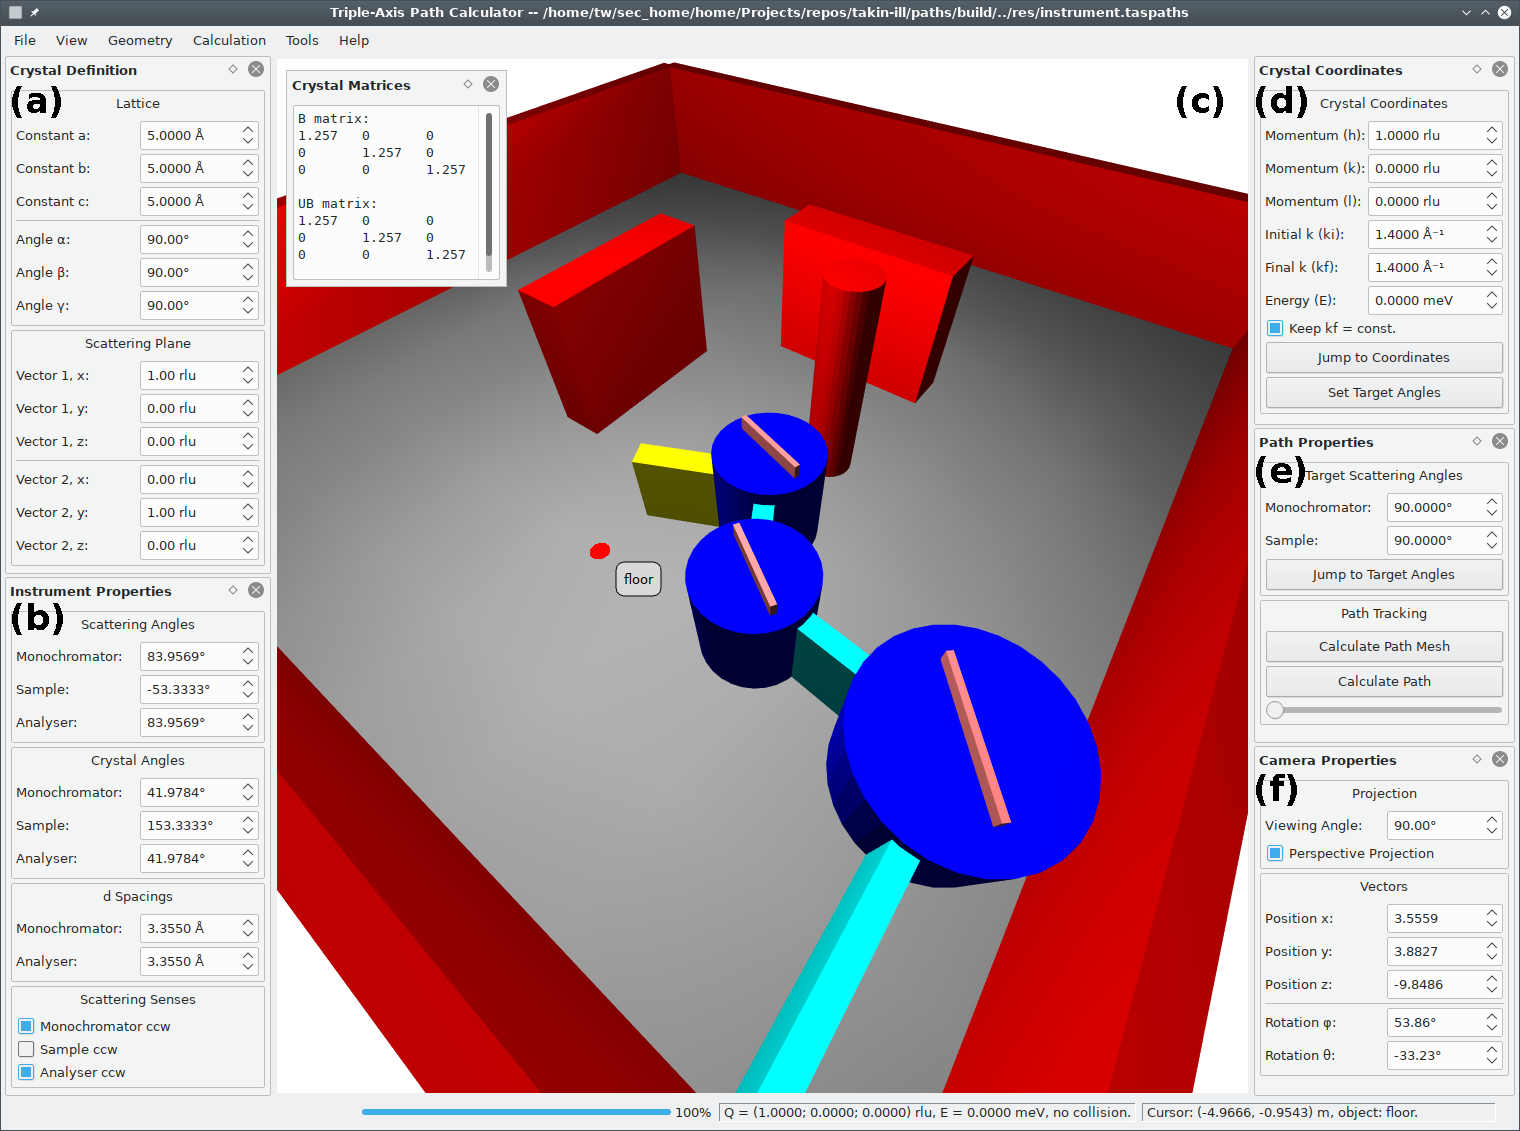 Triple-Axis Path Calculator -- /home/tw/sec_home/home/Projects/repos/takin-ill/paths/build/../res/instrument.taspaths
File View Geometry Calculation Tools Help
Crystal Definition
(a)
Lattice
Constant a: 5.0000 Å
Constant b: 5.0000 Å
Constant c: 5.0000 Å
Angle α: 90.00°
Angle β: 90.00°
Angle γ: 90.00°
Scattering Plane
Vector 1, x: 1.00 rlu
Vector 1, y: 0.00 rlu
Vector 1, z: 0.00 rlu
Vector 2, x: 0.00 rlu
Vector 2, y: 1.00 rlu
Vector 2, z: 0.00 rlu
Instrument Properties
(b)
Scattering Angles
Monochromator: 83.9569°
Sample: -53.3333°
Analyser: 83.9569°
Crystal Angles
Monochromator: 41.9784°
Sample: 153.3333°
Analyser: 41.9784°
d Spacings
Monochromator: 3.3550 Å
Analyser: 3.3550 Å
Scattering Senses
Monochromator ccw
Sample ccw
Analyser ccw
Crystal Matrices
B matrix:
1.257 0 0
0 1.257 0
0 0 1.257
UB matrix:
1.257 0 0
0 1.257 0
0 0 1.257
(c)
floor
Crystal Coordinates
(d)
Crystal Coordinates
Momentum (h): 1.0000 rlu
Momentum (k): 0.0000 rlu
Momentum (l): 0.0000 rlu
Initial k (ki): 1.4000 Å⁻¹
Final k (kf): 1.4000 Å⁻¹
Energy (E): 0.0000 meV
Keep kf = const.
Jump to Coordinates
Set Target Angles
Path Properties
(e)
Target Scattering Angles
Monochromator: 90.0000°
Sample: 90.0000°
Jump to Target Angles
Path Tracking
Calculate Path Mesh
Calculate Path
Camera Properties
(f)
Projection
Viewing Angle: 90.00°
Perspective Projection
Vectors
Position x: 3.5559
Position y: 3.8827
Position z: -9.8486
Rotation φ: 53.86°
Rotation θ: -33.23°
100% Q = (1.0000; 0.0000; 0.0000) rlu, E = 0.0000 meV, no collision. Cursor: (-4.9666, -0.9543) m, object: floor.